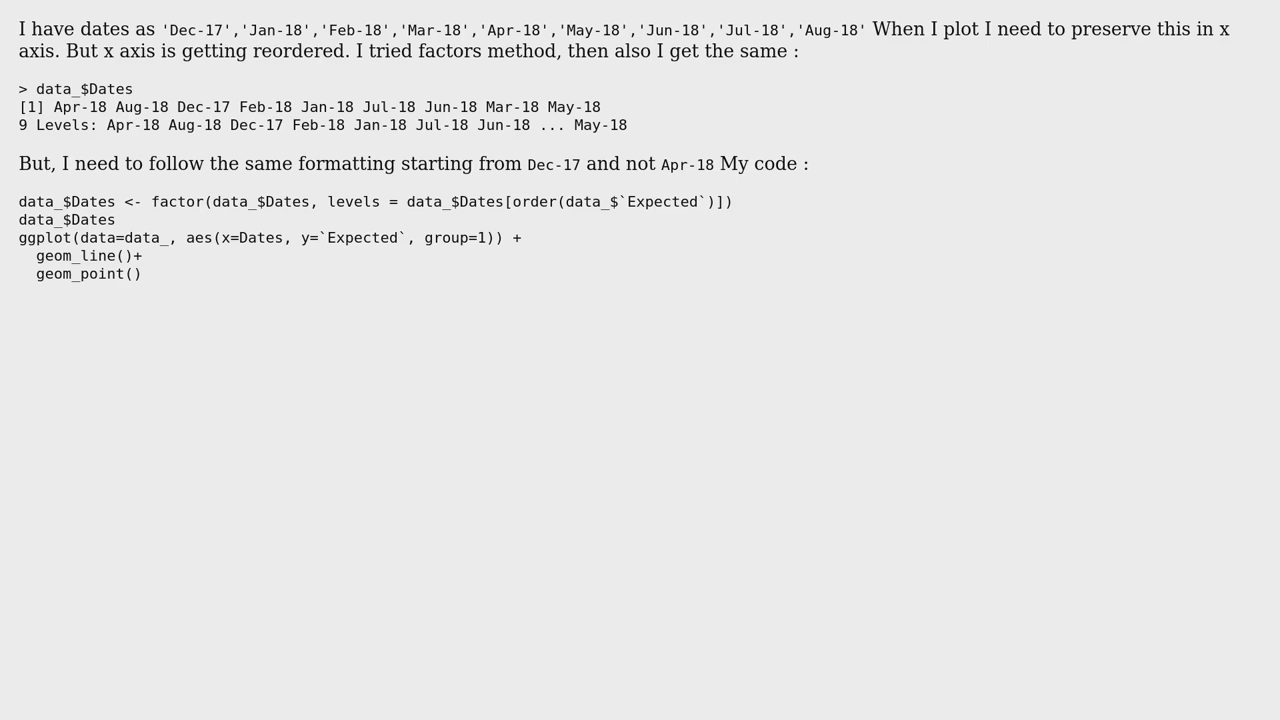 I have dates as 'Dec-17','Jan-18','Feb-18','Mar-18','Apr-18','May-18','Jun-18','Jul-18','Aug-18' When I plot I need to preserve this in x
axis. But x axis is getting reordered. I tried factors method, then also I get the same :
> data_$Dates
[1] Apr-18 Aug-18 Dec-17 Feb-18 Jan-18 Jul-18 Jun-18 Mar-18 May-18
9 Levels: Apr-18 Aug-18 Dec-17 Feb-18 Jan-18 Jul-18 Jun-18 ... May-18
But, I need to follow the same formatting starting from Dec-17 and not Apr-18 My code :
data_$Dates <- factor(data_$Dates, levels = data_$Dates[order(data_$`Expected`)])
data_$Dates
ggplot(data=data_, aes(x=Dates, y=`Expected`, group=1)) +
  geom_line()+
  geom_point()